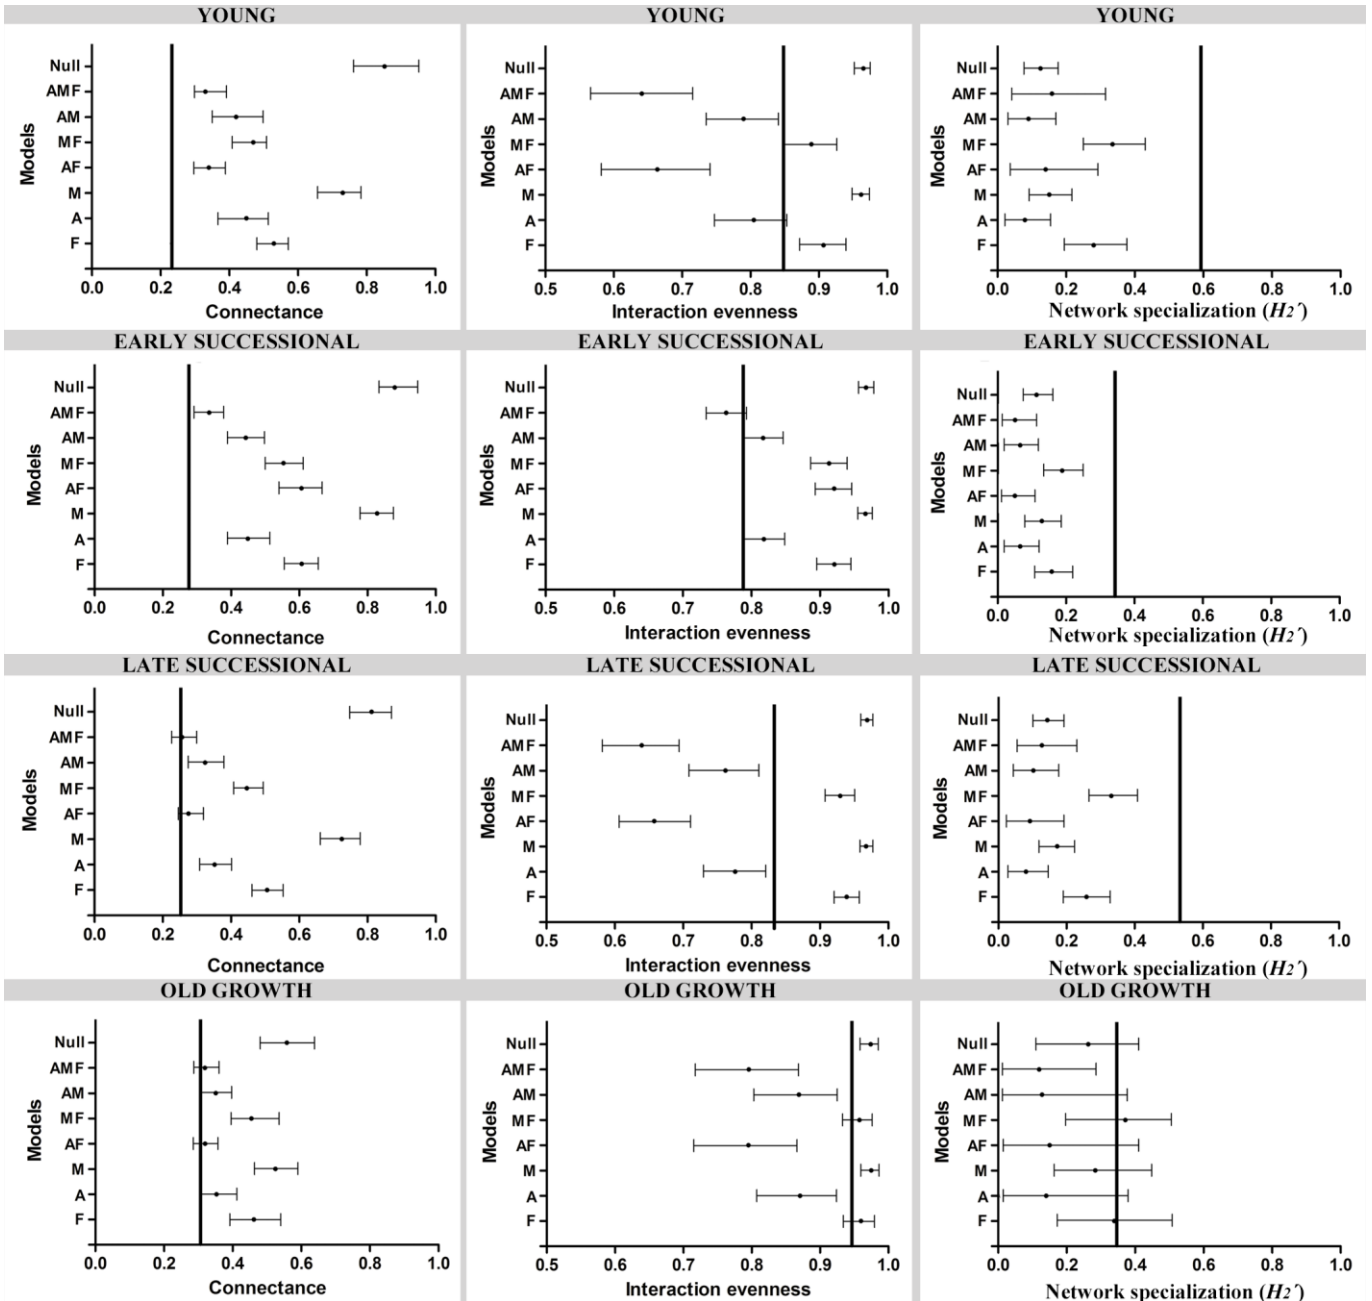 YOUNG
Models
Null
AMF
AM
MF
AF
M
A
F
0.0 0.2 0.4 0.6 0.8 1.0
Connectance
YOUNG
Models
Null
AMF
AM
MF
AF
M
A
F
0.5 0.6 0.7 0.8 0.9 1.0
Interaction evenness
YOUNG
Models
Null
AMF
AM
MF
AF
M
A
F
0.0 0.2 0.4 0.6 0.8 1.0
Network specialization (H2´)
EARLY SUCCESSIONAL
Models
Null
AMF
AM
MF
AF
M
A
F
0.0 0.2 0.4 0.6 0.8 1.0
Connectance
EARLY SUCCESSIONAL
Models
Null
AMF
AM
MF
AF
M
A
F
0.5 0.6 0.7 0.8 0.9 1.0
Interaction evenness
EARLY SUCCESSIONAL
Models
Null
AMF
AM
MF
AF
M
A
F
0.0 0.2 0.4 0.6 0.8 1.0
Network specialization (H2´)
LATE SUCCESSIONAL
Models
Null
AMF
AM
MF
AF
M
A
F
0.0 0.2 0.4 0.6 0.8 1.0
Connectance
LATE SUCCESSIONAL
Models
Null
AMF
AM
MF
AF
M
A
F
0.5 0.6 0.7 0.8 0.9 1.0
Interaction evenness
LATE SUCCESSIONAL
Models
Null
AMF
AM
MF
AF
M
A
F
0.0 0.2 0.4 0.6 0.8 1.0
Network specialization (H2´)
OLD GROWTH
Models
Null
AMF
AM
MF
AF
M
A
F
0.0 0.2 0.4 0.6 0.8 1.0
Connectance
OLD GROWTH
Models
Null
AMF
AM
MF
AF
M
A
F
0.5 0.6 0.7 0.8 0.9 1.0
Interaction evenness
OLD GROWTH
Models
Null
AMF
AM
MF
AF
M
A
F
0.0 0.2 0.4 0.6 0.8 1.0
Network specialization (H2´)